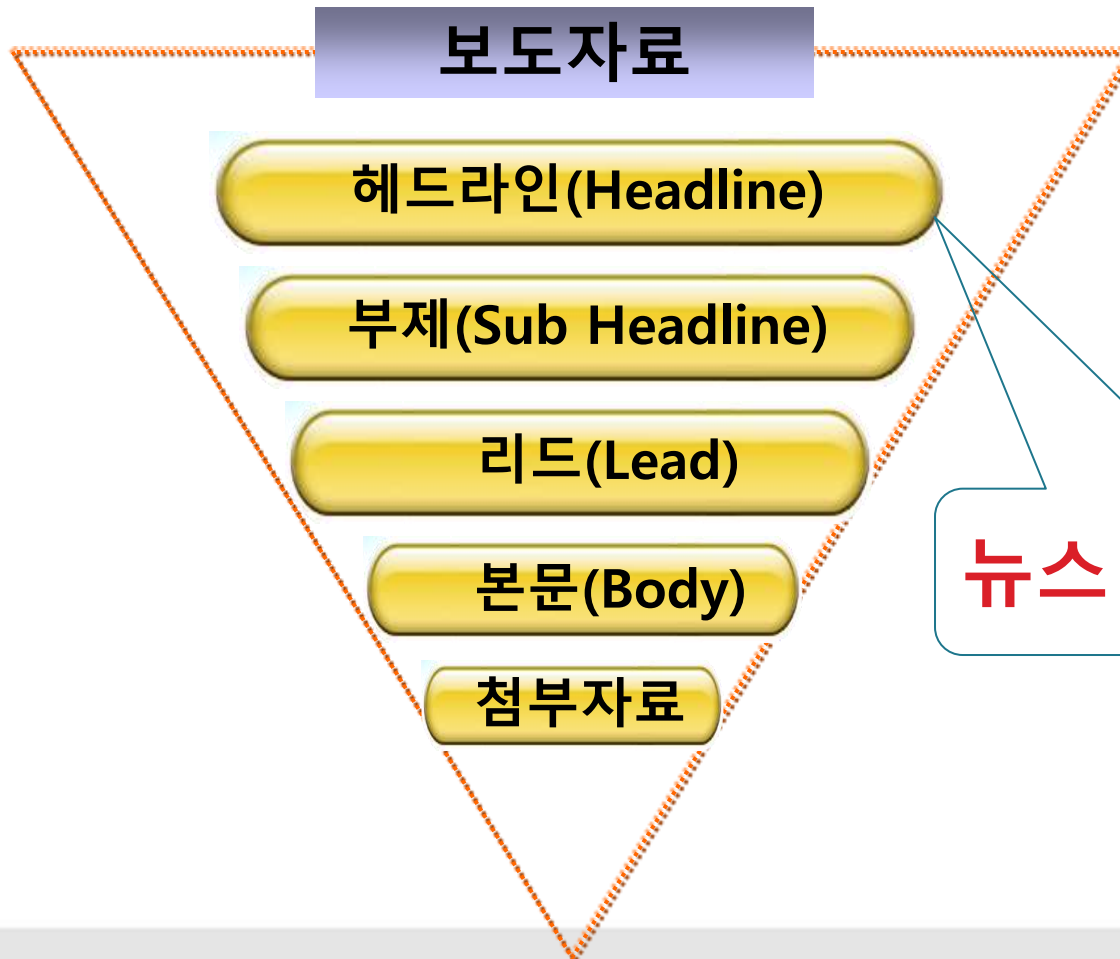 보도자료
헤드라인(Headline)
부제(Sub Headline)
리드(Lead)
본문(Body)
첨부자료
뉴스